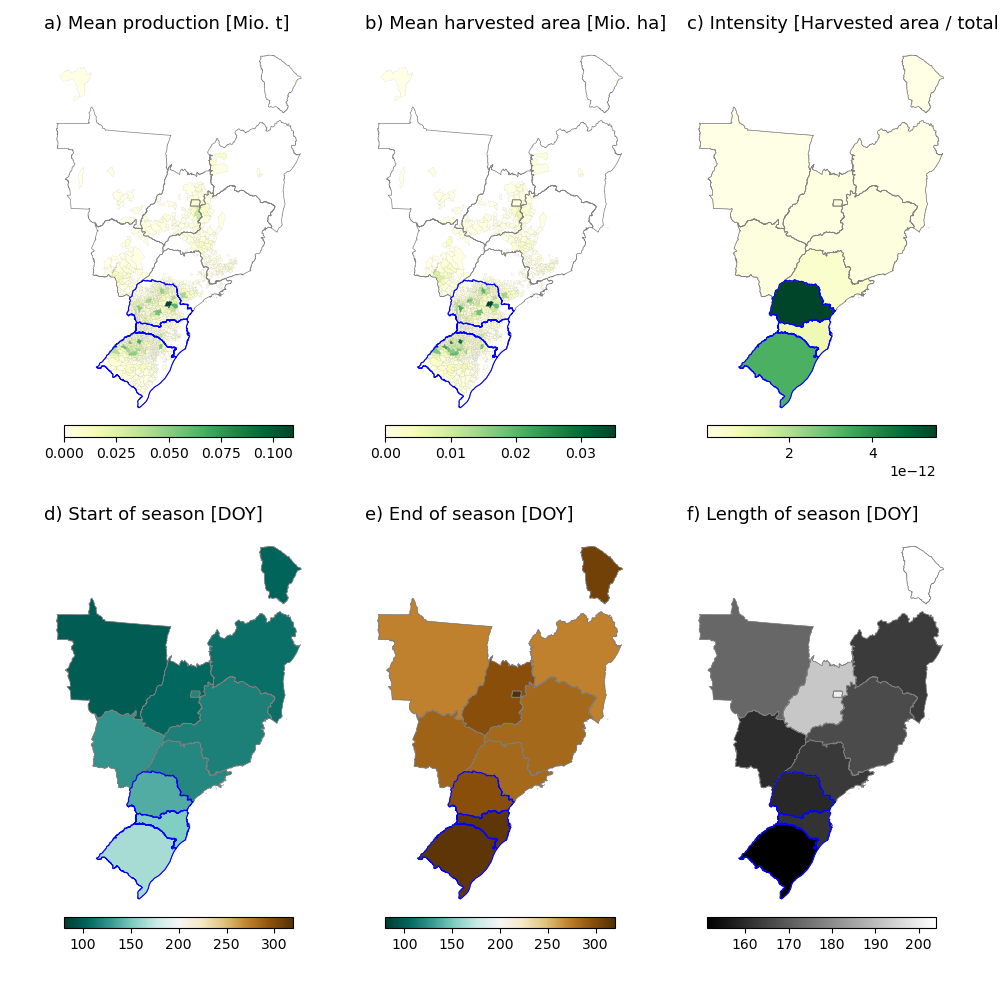 a) Mean production [Mio. t]
b) Mean harvested area [Mio. ha]
c) Intensity [Harvested area / total
0.000 0.025 0.050 0.075 0.100
0.00 0.01 0.02 0.03
2 4
1e−12
d) Start of season [DOY]
e) End of season [DOY]
f) Length of season [DOY]
100 150 200 250 300
100 150 200 250 300
160 170 180 190 200